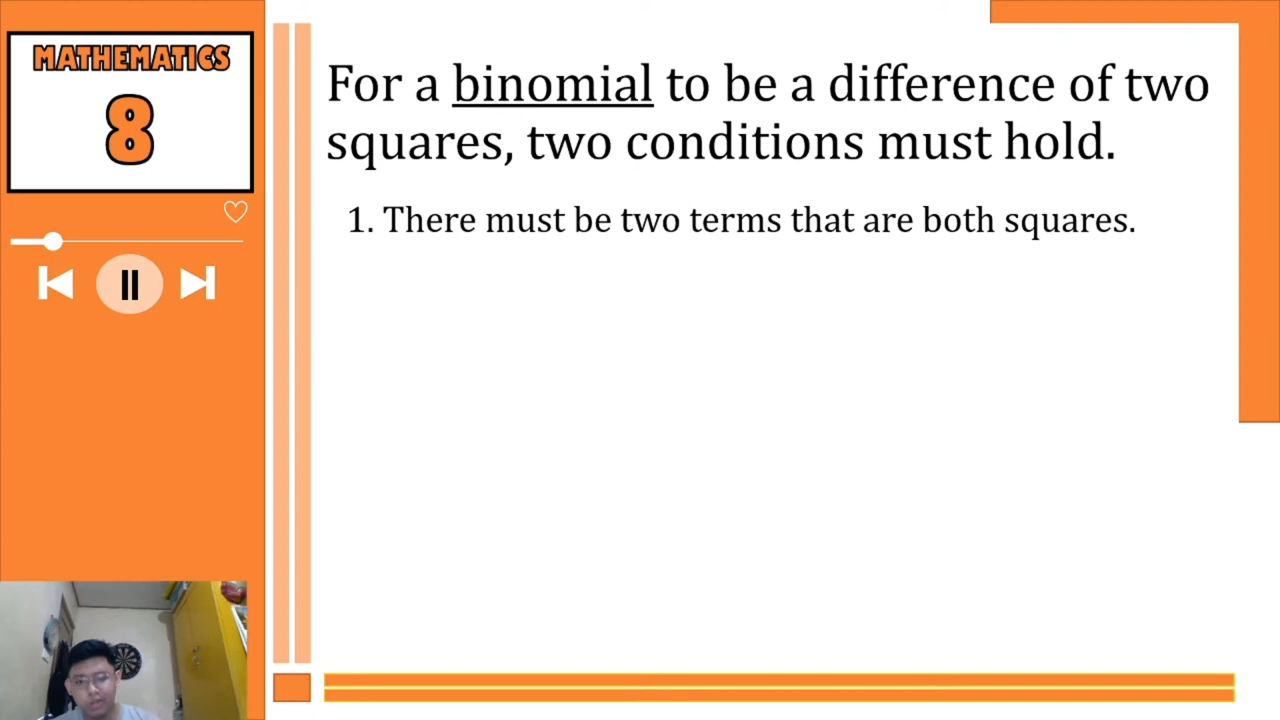 MATHEMATICS
8
For a binomial to be a difference of two
squares, two conditions must hold.
1. There must be two terms that are both squares.